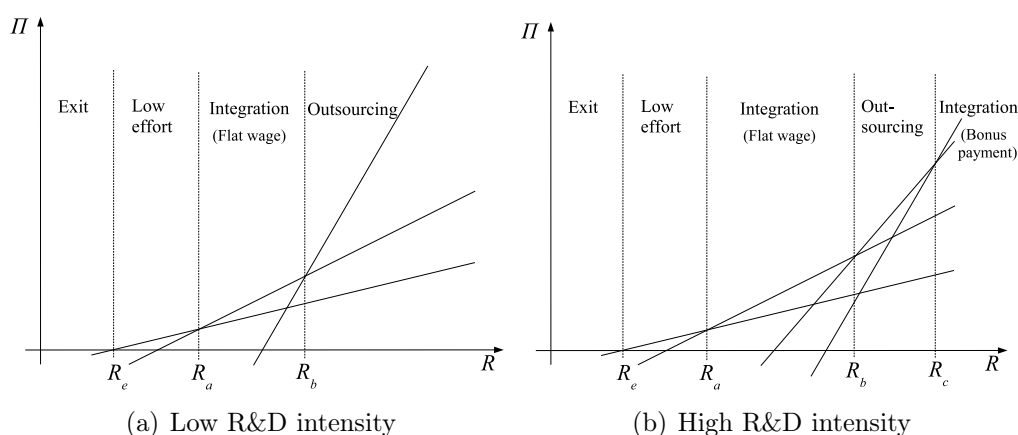 Π
Exit
Low
effort
Integration
(Flat wage)
Outsourcing
R_e
R_a
R_b
R
(a) Low R&D intensity
Π
Exit
Low
effort
Integration
(Flat wage)
Out-
sourcing
Integration
(Bonus
payment)
R_e
R_a
R_b
R_c
R
(b) High R&D intensity